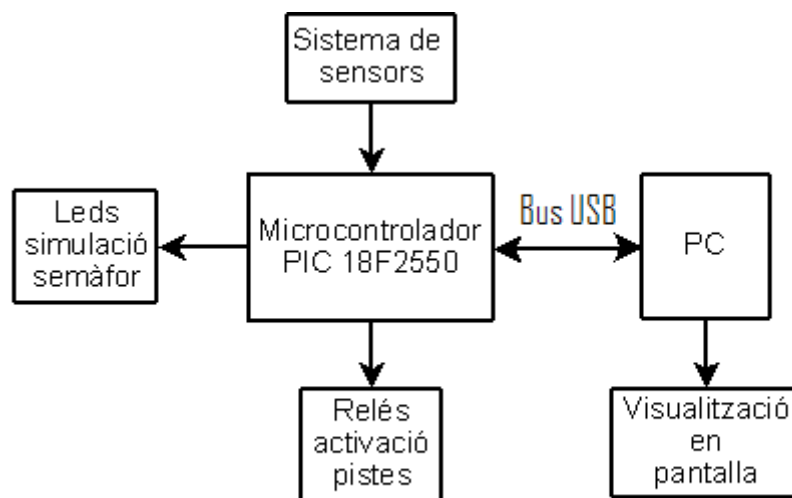 Sistema de
sensors
Leds
simulació
semàfor
Microcontrolador
PIC 18F2550
Bus USB
PC
Relés
activació
pistes
Visualització
en
pantalla